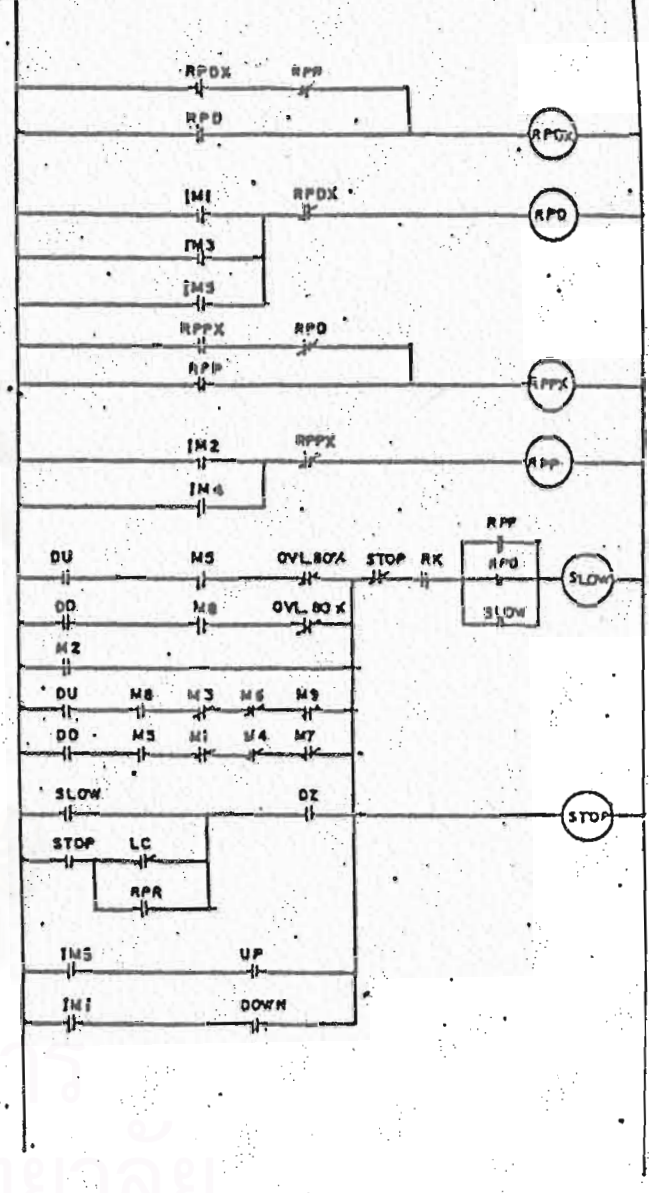 RPDX RPP
RPD
RPDX
IM1 RPDX
RPD
IM3
IM5
RPPX RPD
RPP
RPPX
IM2 RPPX
RPP
IM4
RPP
DU M5 OVL.80% STOP RK RPD SLOW
DD M8 OVL.80% SLOW
M2
DU M8 M3 M6 M9
DD M5 M1 M4 M7
SLOW DZ
STOP
STOP LC
RPR
IM5 UP
IM1 DOWN